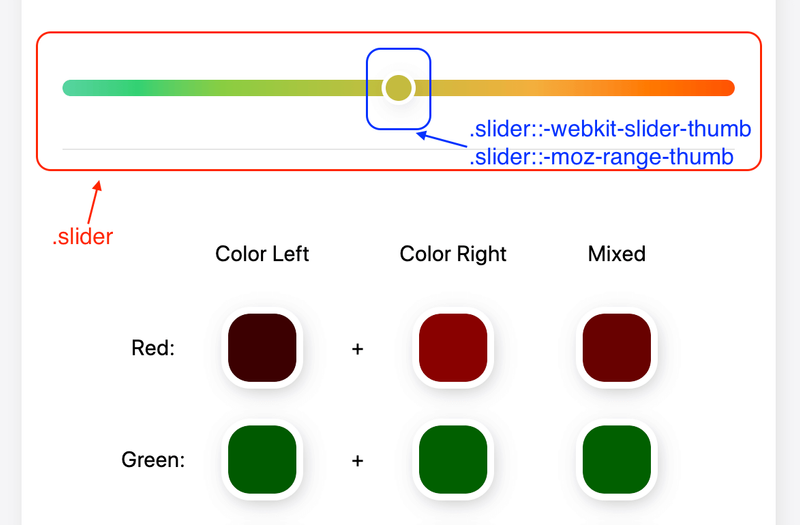 .slider::-webkit-slider-thumb
.slider::-moz-range-thumb
.slider
Color Left Color Right Mixed
Red: +
Green: +